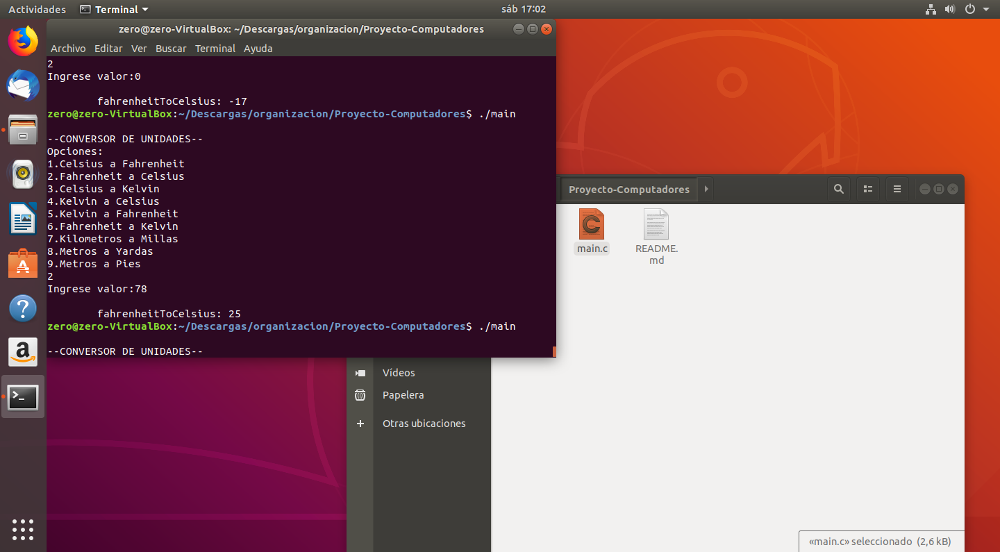 Actividades Terminal sáb 17:02
zero@zero-VirtualBox: ~/Descargas/organizacion/Proyecto-Computadores
Archivo Editar Ver Buscar Terminal Ayuda
2
Ingrese valor:0
fahrenheitToCelsius: -17
zero@zero-VirtualBox:~/Descargas/organizacion/Proyecto-Computadores$ ./main
--CONVERSOR DE UNIDADES--
Opciones:
1.Celsius a Fahrenheit
2.Fahrenheit a Celsius
3.Celsius a Kelvin
4.Kelvin a Celsius
5.Kelvin a Fahrenheit
6.Fahrenheit a Kelvin
7.Kilometros a Millas
8.Metros a Yardas
9.Metros a Pies
2
Ingrese valor:78
fahrenheitToCelsius: 25
zero@zero-VirtualBox:~/Descargas/organizacion/Proyecto-Computadores$ ./main
--CONVERSOR DE UNIDADES--
Proyecto-Computadores
main.c
README.
md
Vídeos
Papelera
Otras ubicaciones
«main.c» seleccionado (2,6 kB)